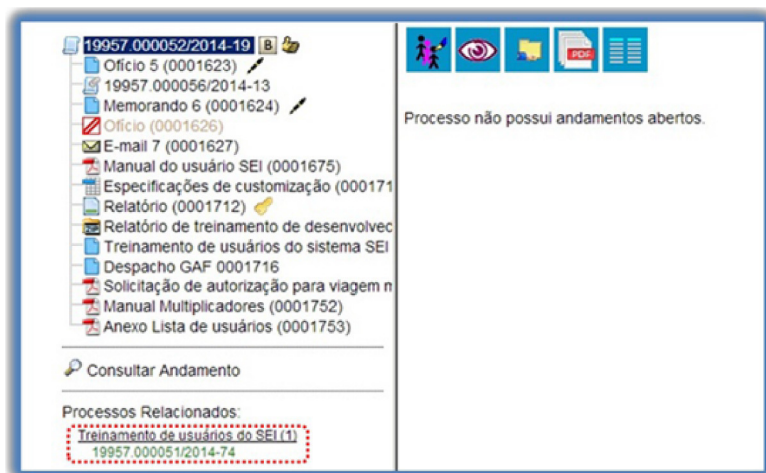 19957.000052/2014-19 B
Ofício 5 (0001623)
19957.000056/2014-13
Memorando 6 (0001624)
Ofício (0001626)
E-mail 7 (0001627)
Manual do usuário SEI (0001675)
Especificações de customização (000171
Relatório (0001712)
Relatório de treinamento de desenvolvec
Treinamento de usuários do sistema SEI
Despacho GAF 0001716
Solicitação de autorização para viagem n
Manual Multiplicadores (0001752)
Anexo Lista de usuários (0001753)
Consultar Andamento
Processos Relacionados:
Treinamento de usuários do SEI (1)
19957.000051/2014-74
PDF
Processo não possui andamentos abertos.